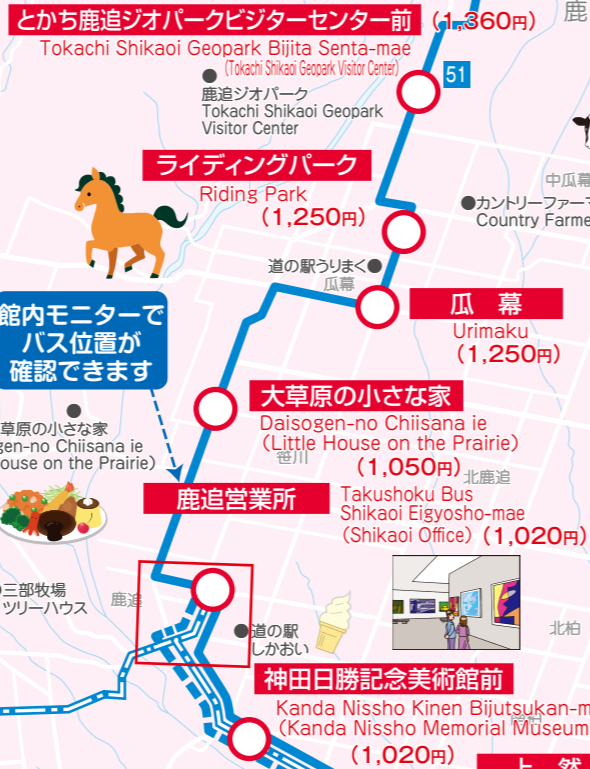 とかち鹿追ジオパークビジターセンター前 (1,360円)
鹿
Tokachi Shikaoi Geopark Bijita Senta-mae
(Tokachi Shikaoi Geopark Visitor Center)
51
鹿追ジオパーク
Tokachi Shikaoi Geopark
Visitor Center
ライディングパーク
Riding Park
(1,250円)
中瓜幕
カントリーファーマ
Country Farme
道の駅うりまく
瓜幕
瓜 幕
Urimaku
(1,250円)
館内モニターで
バス位置が
確認できます
大草原の小さな家
Daisogen-no Chiisana ie
(Little House on the Prairie)
(1,050円)
笹川
北鹿追
草原の小さな家
gen-no Chiisana ie
ouse on the Prairie)
鹿追営業所
Takushoku Bus
Shikaoi Eigyosho-mae
(Shikaoi Office) (1,020円)
三部牧場
ツリーハウス
鹿追
道の駅
しかおい
北柏
神田日勝記念美術館前
Kanda Nissho Kinen Bijutsukan-m
(Kanda Nissho Memorial Museum
(1,020円)
上 然